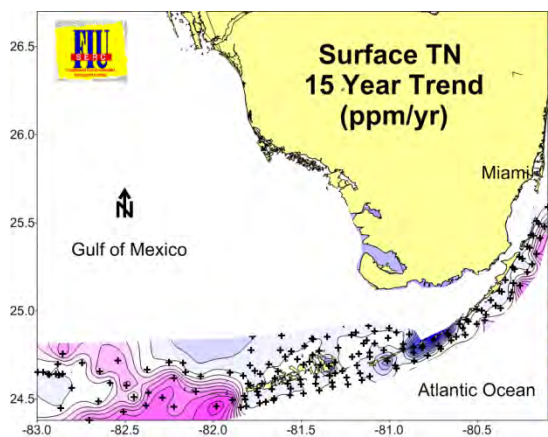 26.5
26.0
25.5
25.0
24.5
FIU
SERC
Surface TN
15 Year Trend
(ppm/yr)
Miami
N
Gulf of Mexico
Atlantic Ocean
-83.0 -82.5 -82.0 -81.5 -81.0 -80.5